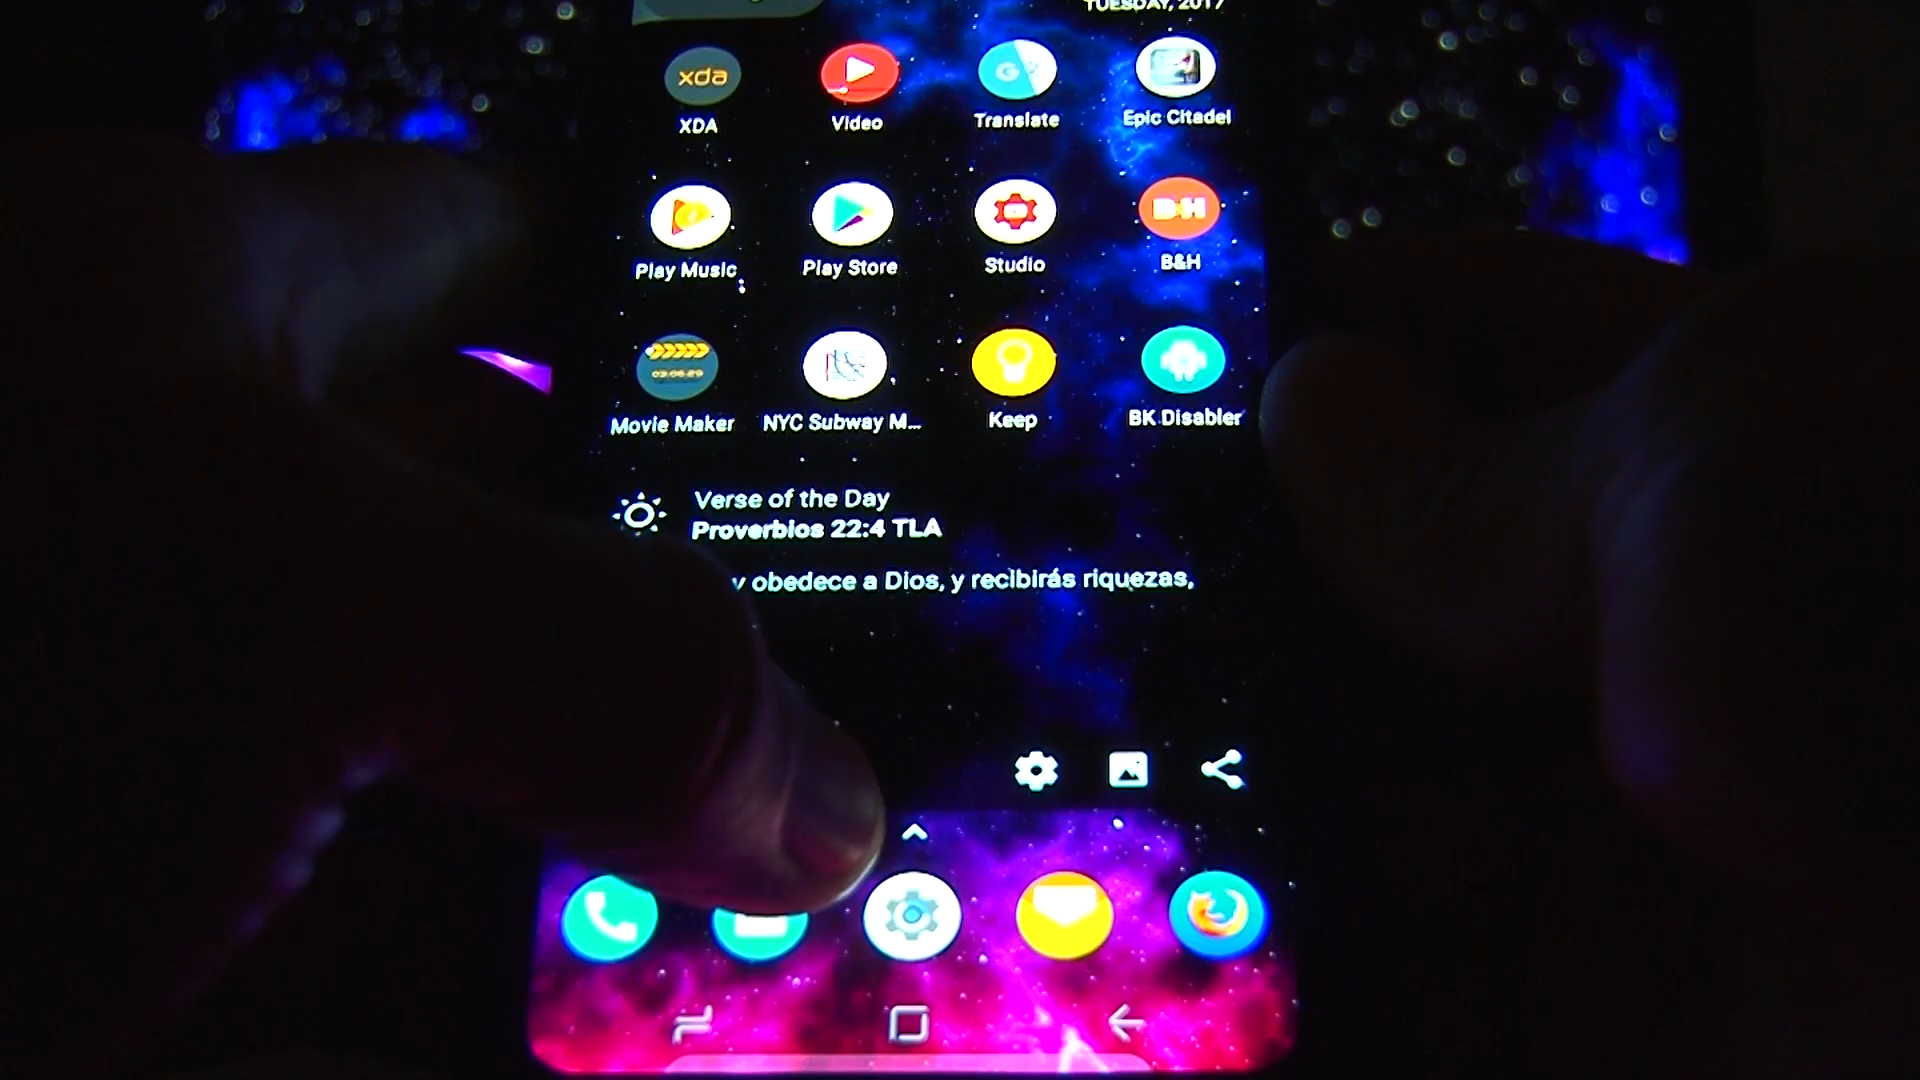 TUESDAY, 2017
xda
XDA
Video
Translate
Epic Citadel
Play Music
Play Store
Studio
B&H
B&H
Movie Maker
NYC Subway M...
Keep
BK Disabler
Verse of the Day
Proverbios 22:4 TLA
y obedece a Dios, y recibirás riquezas,